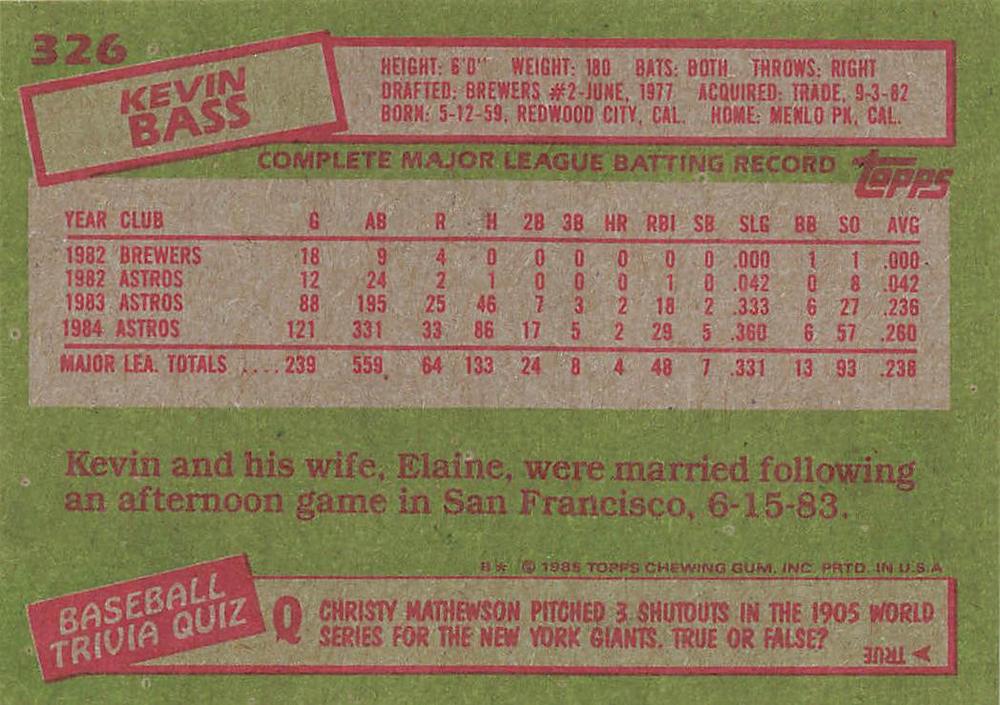 326
KEVIN
BASS
HEIGHT: 6'0" WEIGHT: 180 BATS: BOTH THROWS: RIGHT
DRAFTED: BREWERS #2-JUNE, 1977 ACQUIRED: TRADE, 9-3-82
BORN: 5-12-59, REDWOOD CITY, CAL. HOME: MENLO PK, CAL.
COMPLETE MAJOR LEAGUE BATTING RECORD
Topps
YEAR CLUB G AB R H 2B 3B HR RBI SB SLG BB SO AVG
1982 BREWERS 18 9 4 0 0 0 0 0 0 .000 1 1 .000
1982 ASTROS 12 24 2 1 0 0 0 1 0 .042 0 8 .042
1983 ASTROS 88 195 25 46 7 3 2 18 2 .333 6 27 .236
1984 ASTROS 121 331 33 86 17 5 2 29 5 .360 6 57 .260
MAJOR LEA. TOTALS ....239 559 64 133 24 8 4 48 7 .331 13 93 .238
Kevin and his wife, Elaine, were married following
an afternoon game in San Francisco, 6-15-83.
B* © 1985 TOPPS CHEWING GUM, INC. PRTD. IN U.S.A
BASEBALL
TRIVIA QUIZ
Q CHRISTY MATHEWSON PITCHED 3 SHUTOUTS IN THE 1905 WORLD
SERIES FOR THE NEW YORK GIANTS. TRUE OR FALSE?
A TRUE